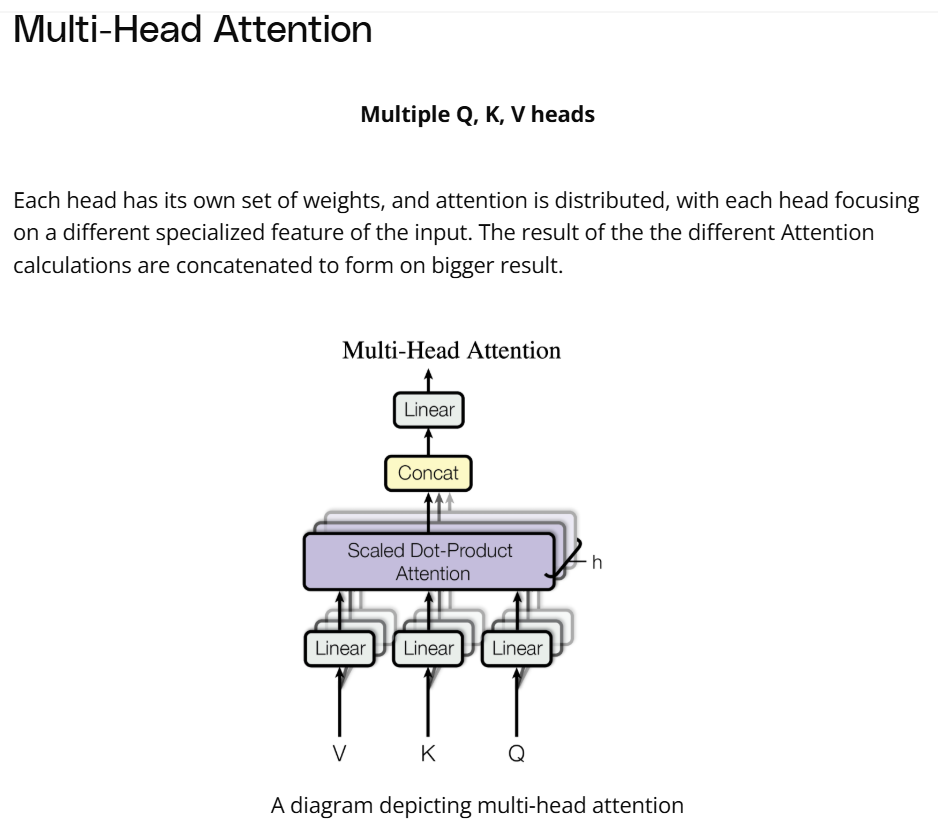 Multi-Head Attention
Multiple Q, K, V heads
Each head has its own set of weights, and attention is distributed, with each head focusing
on a different specialized feature of the input. The result of the the different Attention
calculations are concatenated to form on bigger result.
Multi-Head Attention
Linear
Concat
Scaled Dot-Product
Attention
h
Linear Linear Linear
V K Q
A diagram depicting multi-head attention